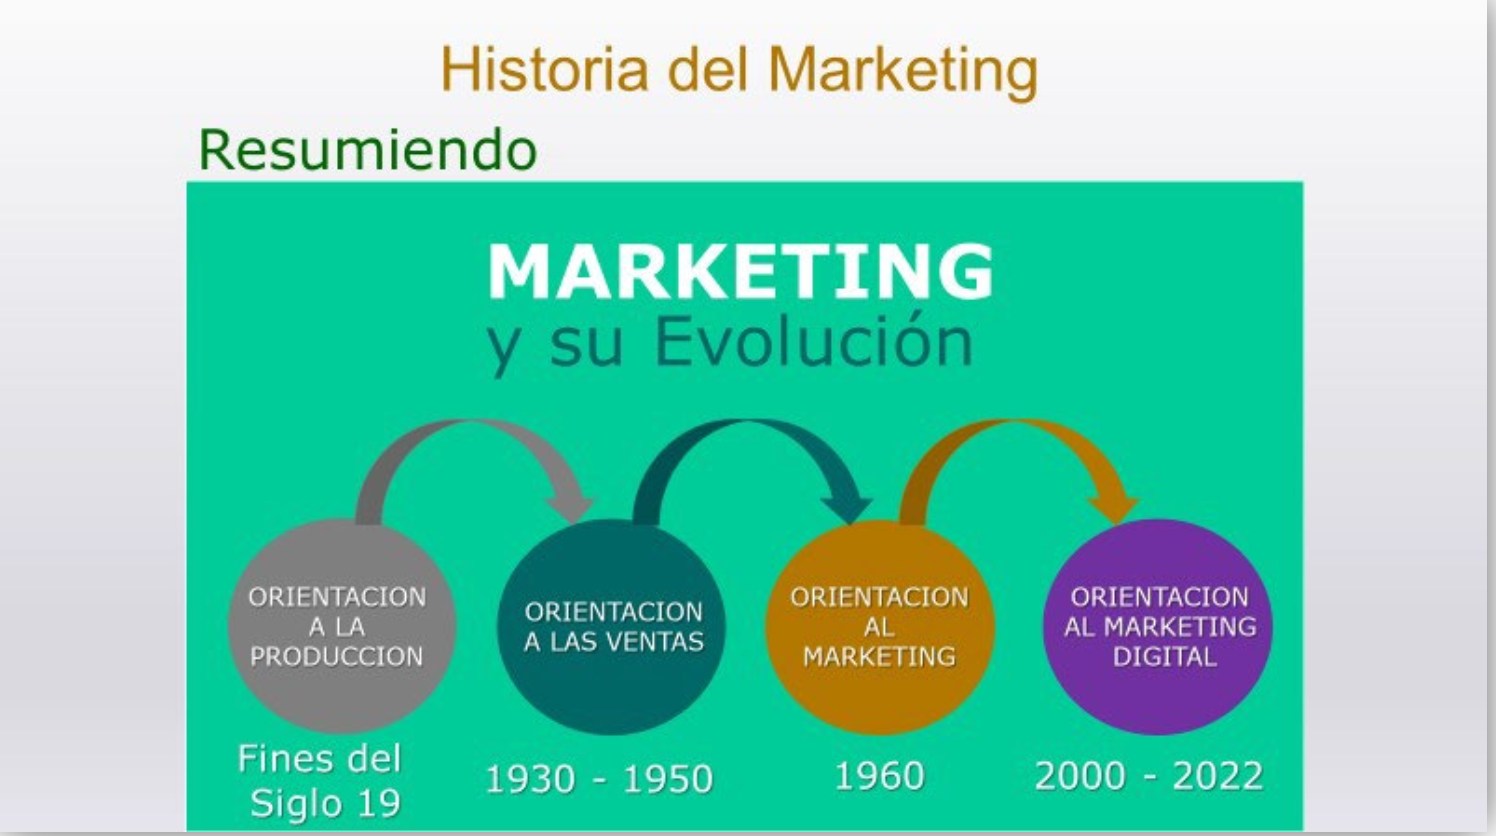 Historia del Marketing
Resumiendo
MARKETING
y su Evolución
ORIENTACION
A LA
PRODUCCION
ORIENTACION
A LAS VENTAS
ORIENTACION
AL
MARKETING
ORIENTACION
AL MARKETING
DIGITAL
Fines del
Siglo 19
1930 - 1950
1960
2000 - 2022